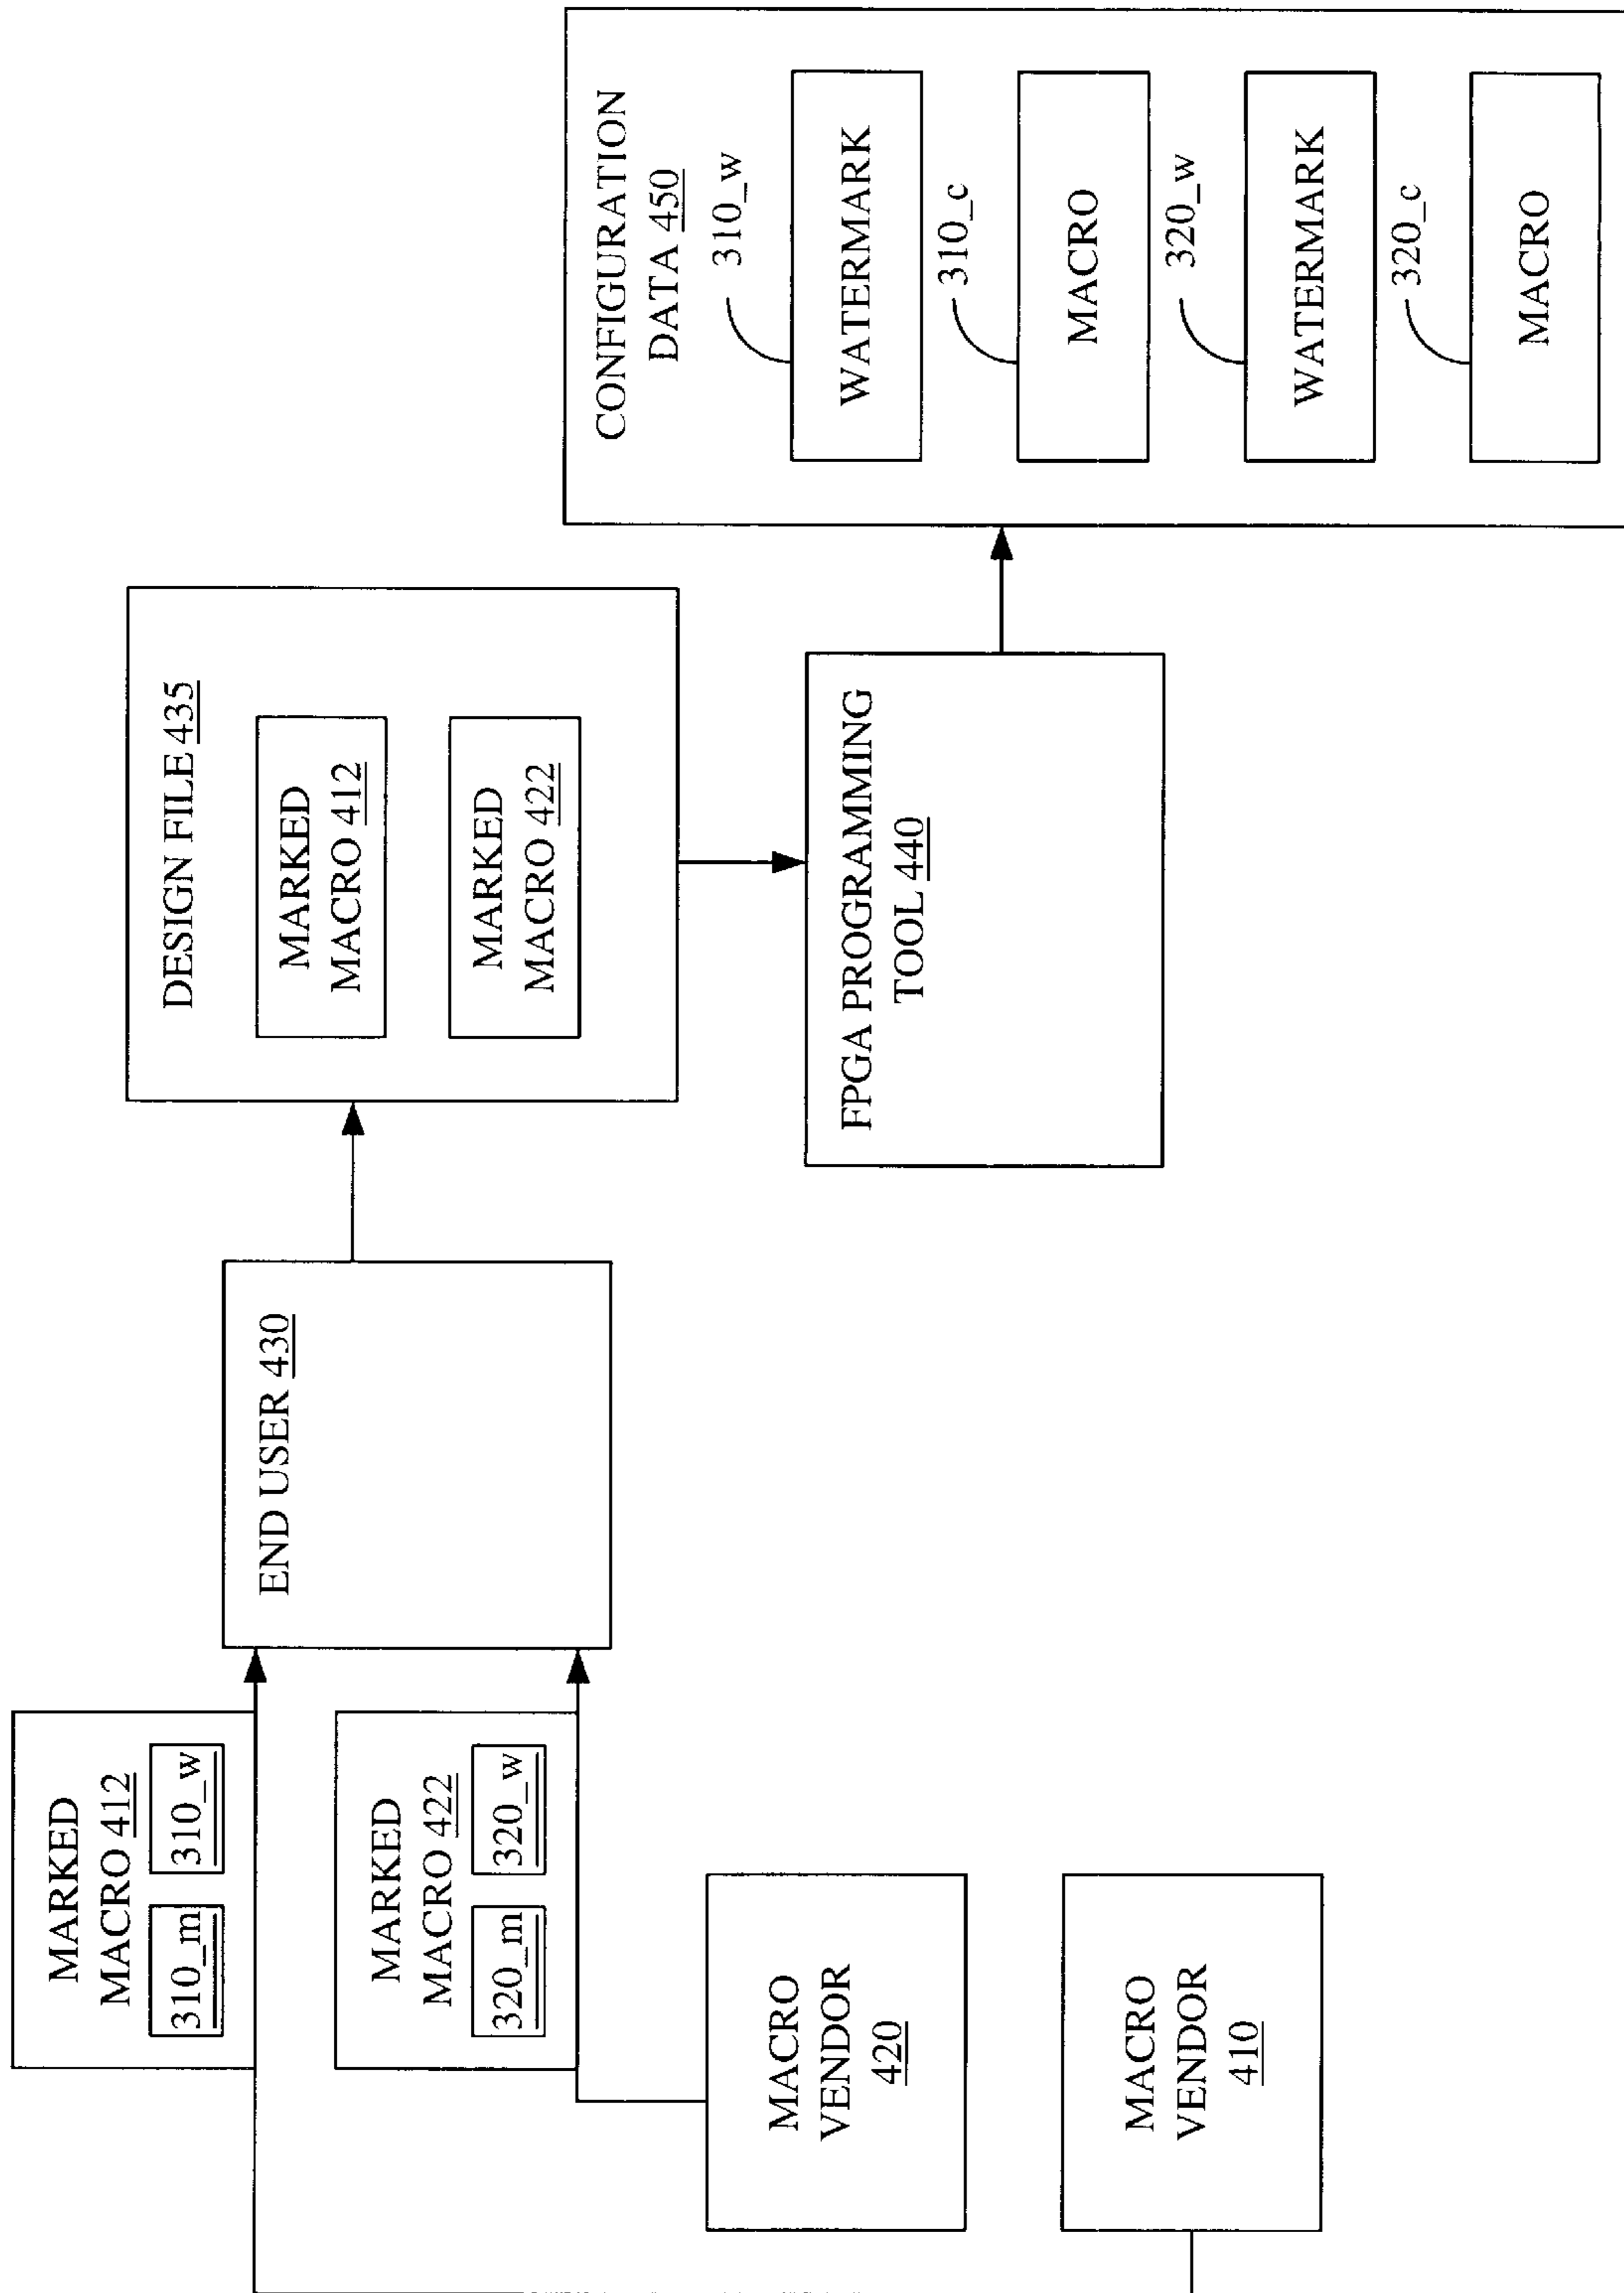 MARKED
MACRO 412
310_m
310_w
MARKED
MACRO 422
320_m
320_w
MACRO
VENDOR
420
MACRO
VENDOR
410
END USER 430
DESIGN FILE 435
MARKED
MACRO 412
MARKED
MACRO 422
FPGA PROGRAMMING
TOOL 440
CONFIGURATION
DATA 450
310_w
WATERMARK
310_c
MACRO
320_w
WATERMARK
320_c
MACRO